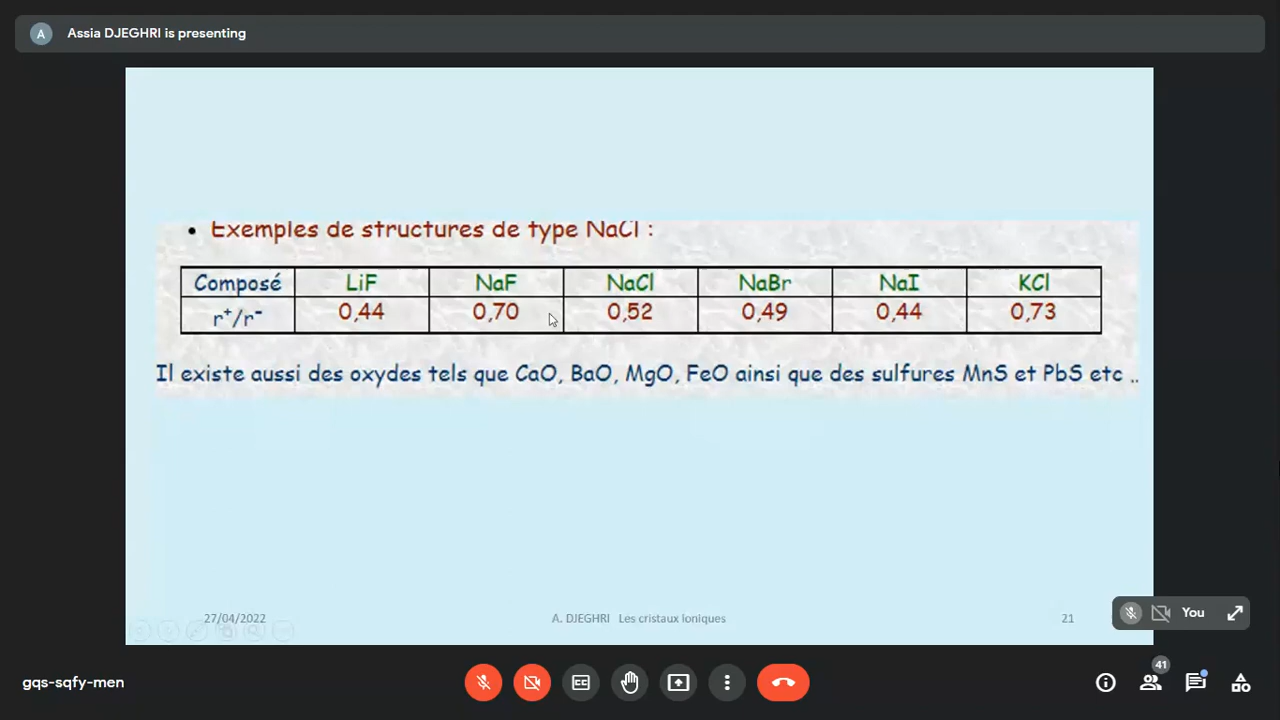 A Assia DJEGHRI is presenting
• Exemples de structures de type NaCl :
Composé LiF NaF NaCl NaBr NaI KCl
r⁺/r⁻ 0,44 0,70 0,52 0,49 0,44 0,73
Il existe aussi des oxydes tels que CaO, BaO, MgO, FeO ainsi que des sulfures MnS et PbS etc ..
27/04/2022 A. DJEGHRI Les cristaux Ioniques 21
You
gqs-sqfy-men CC 41